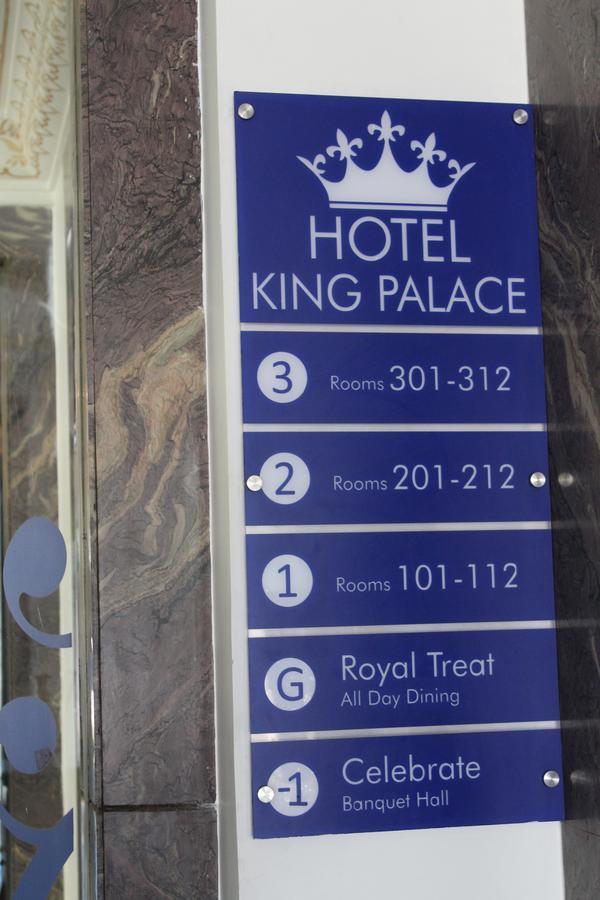 HOTEL
KING PALACE
3 Rooms 301-312
2 Rooms 201-212
1 Rooms 101-112
G Royal Treat
All Day Dining
-1 Celebrate
Banquet Hall